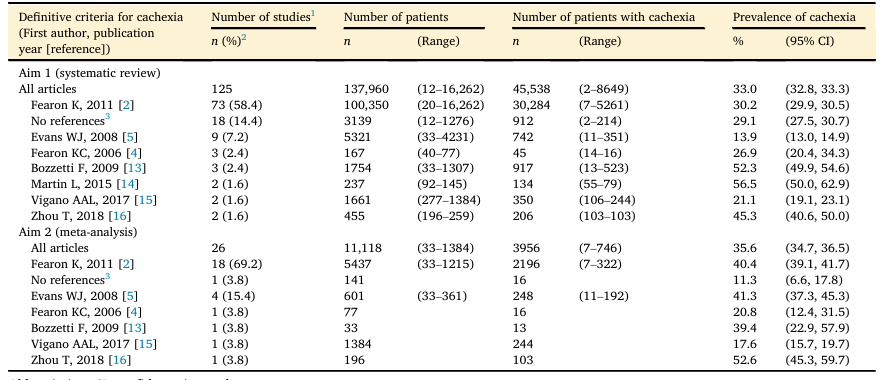 Definitive criteria for cachexia Number of studies1 Number of patients Number of patients with cachexia Prevalence of cachexia
(First author, publication
year [reference]) n (%)2 n (Range) n (Range) % (95% CI)
Aim 1 (systematic review)
All articles 125 137,960 (12–16,262) 45,538 (2–8649) 33.0 (32.8, 33.3)
Fearon K, 2011 [2] 73 (58.4) 100,350 (20–16,262) 30,284 (7–5261) 30.2 (29.9, 30.5)
No references3 18 (14.4) 3139 (12–1276) 912 (2–214) 29.1 (27.5, 30.7)
Evans WJ, 2008 [5] 9 (7.2) 5321 (33–4231) 742 (11–351) 13.9 (13.0, 14.9)
Fearon KC, 2006 [4] 3 (2.4) 167 (40–77) 45 (14–16) 26.9 (20.4, 34.3)
Bozzetti F, 2009 [13] 3 (2.4) 1754 (33–1307) 917 (13–523) 52.3 (49.9, 54.6)
Martin L, 2015 [14] 2 (1.6) 237 (92–145) 134 (55–79) 56.5 (50.0, 62.9)
Vigano AAL, 2017 [15] 2 (1.6) 1661 (277–1384) 350 (106–244) 21.1 (19.1, 23.1)
Zhou T, 2018 [16] 2 (1.6) 455 (196–259) 206 (103–103) 45.3 (40.6, 50.0)
Aim 2 (meta-analysis)
All articles 26 11,118 (33–1384) 3956 (7–746) 35.6 (34.7, 36.5)
Fearon K, 2011 [2] 18 (69.2) 5437 (33–1215) 2196 (7–322) 40.4 (39.1, 41.7)
No references3 1 (3.8) 141 16 11.3 (6.6, 17.8)
Evans WJ, 2008 [5] 4 (15.4) 601 (33–361) 248 (11–192) 41.3 (37.3, 45.3)
Fearon KC, 2006 [4] 1 (3.8) 77 16 20.8 (12.4, 31.5)
Bozzetti F, 2009 [13] 1 (3.8) 33 13 39.4 (22.9, 57.9)
Vigano AAL, 2017 [15] 1 (3.8) 1384 244 17.6 (15.7, 19.7)
Zhou T, 2018 [16] 1 (3.8) 196 103 52.6 (45.3, 59.7)